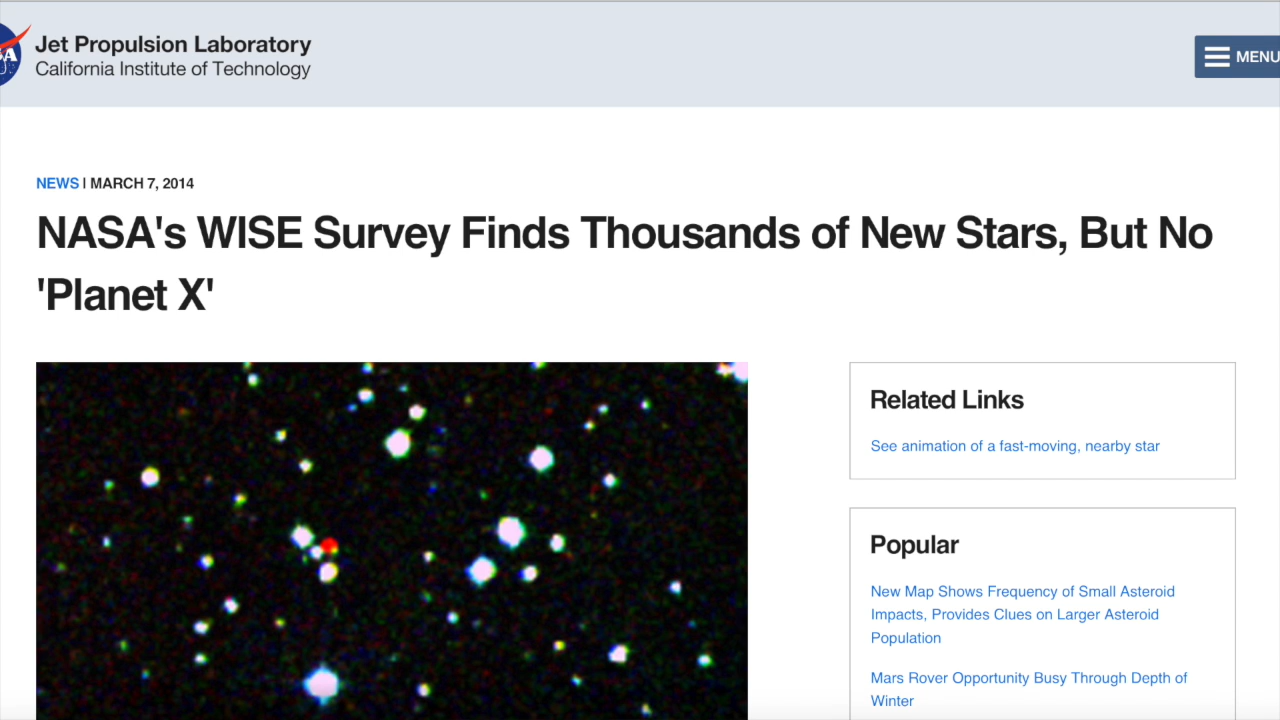 Jet Propulsion Laboratory
California Institute of Technology
MENU
NEWS | MARCH 7, 2014
NASA's WISE Survey Finds Thousands of New Stars, But No
'Planet X'
Related Links
See animation of a fast-moving, nearby star
Popular
New Map Shows Frequency of Small Asteroid
Impacts, Provides Clues on Larger Asteroid
Population
Mars Rover Opportunity Busy Through Depth of
Winter